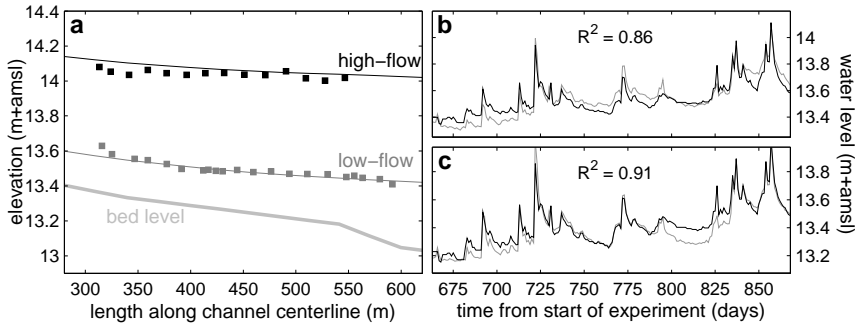 a
high−flow
low−flow
bed level
14.4
14.2
14
13.8
13.6
13.4
13.2
13
elevation (m+amsl)
300 350 400 450 500 550 600
length along channel centerline (m)
b
R2 = 0.86
14
13.8
13.6
13.4
c
R2 = 0.91
13.8
13.6
13.4
13.2
water level (m+amsl)
675 700 725 750 775 800 825 850
time from start of experiment (days)